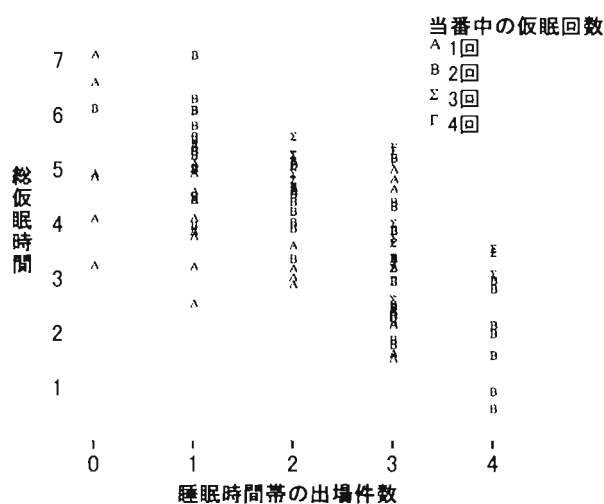 当番中の仮眠回数
A 1回
B 2回
Σ 3回
Γ 4回
総仮眠時間
7
6
5
4
3
2
1
0 1 2 3 4
睡眠時間帯の出場件数